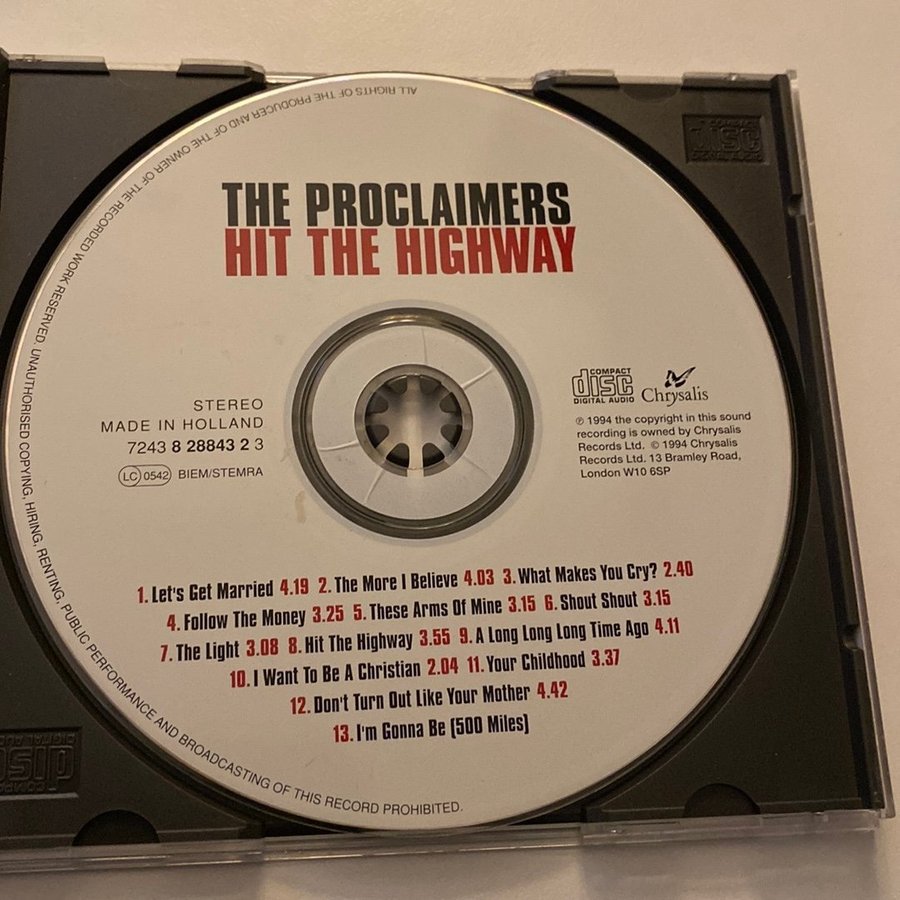 THE PROCLAIMERS
HIT THE HIGHWAY
STEREO
MADE IN HOLLAND
7243 8 28843 2 3
LC 0542 BIEM/STEMRA
COMPACT
disc
DIGITAL AUDIO
Chrysalis
℗ 1994 the copyright in this sound
recording is owned by Chrysalis
Records Ltd. © 1994 Chrysalis
Records Ltd. 13 Bramley Road,
London W10 6SP
1. Let's Get Married 4.19 2. The More I Believe 4.03 3. What Makes You Cry? 2.40
4. Follow The Money 3.25 5. These Arms Of Mine 3.15 6. Shout Shout 3.15
7. The Light 3.08 8. Hit The Highway 3.55 9. A Long Long Long Time Ago 4.11
10. I Want To Be A Christian 2.04 11. Your Childhood 3.37
12. Don't Turn Out Like Your Mother 4.42
13. I'm Gonna Be (500 Miles)
ALL RIGHTS OF THE PRODUCER AND OF THE OWNER OF THE RECORDED WORK RESERVED. UNAUTHORISED COPYING, HIRING, RENTING, PUBLIC PERFORMANCE AND BROADCASTING OF THIS RECORD PROHIBITED.
COMPACT
disc
DIGITAL AUDIO
COMPACT
disc
DIGITAL AUDIO